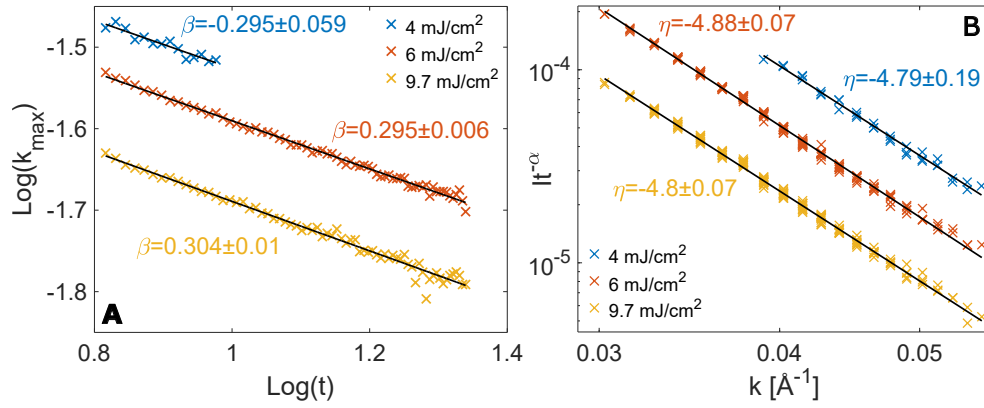 β=-0.295±0.059
4 mJ/cm²
6 mJ/cm²
9.7 mJ/cm²
-1.5
-1.6
-1.7
-1.8
Log(k_max)
β=0.295±0.006
β=0.304±0.01
A
0.8
1
1.2
1.4
Log(t)
η=-4.88±0.07
B
η=-4.79±0.19
η=-4.8±0.07
10⁻⁴
10⁻⁵
It^-α
4 mJ/cm²
6 mJ/cm²
9.7 mJ/cm²
0.03
0.04
0.05
k [Å⁻¹]